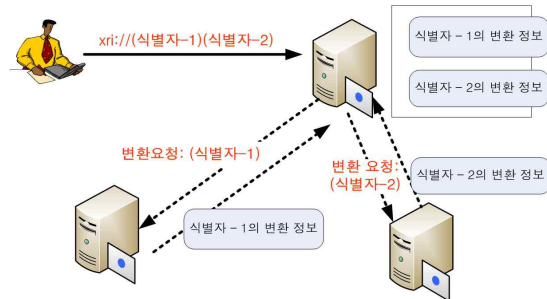 xri://(식별자-1)(식별자-2)
식별자 - 1의 변환 정보
식별자 - 2의 변환 정보
변환요청: (식별자-1)
변환 요청:
(식별자-2)
식별자 - 2의 변환 정보
식별자 - 1의 변환 정보